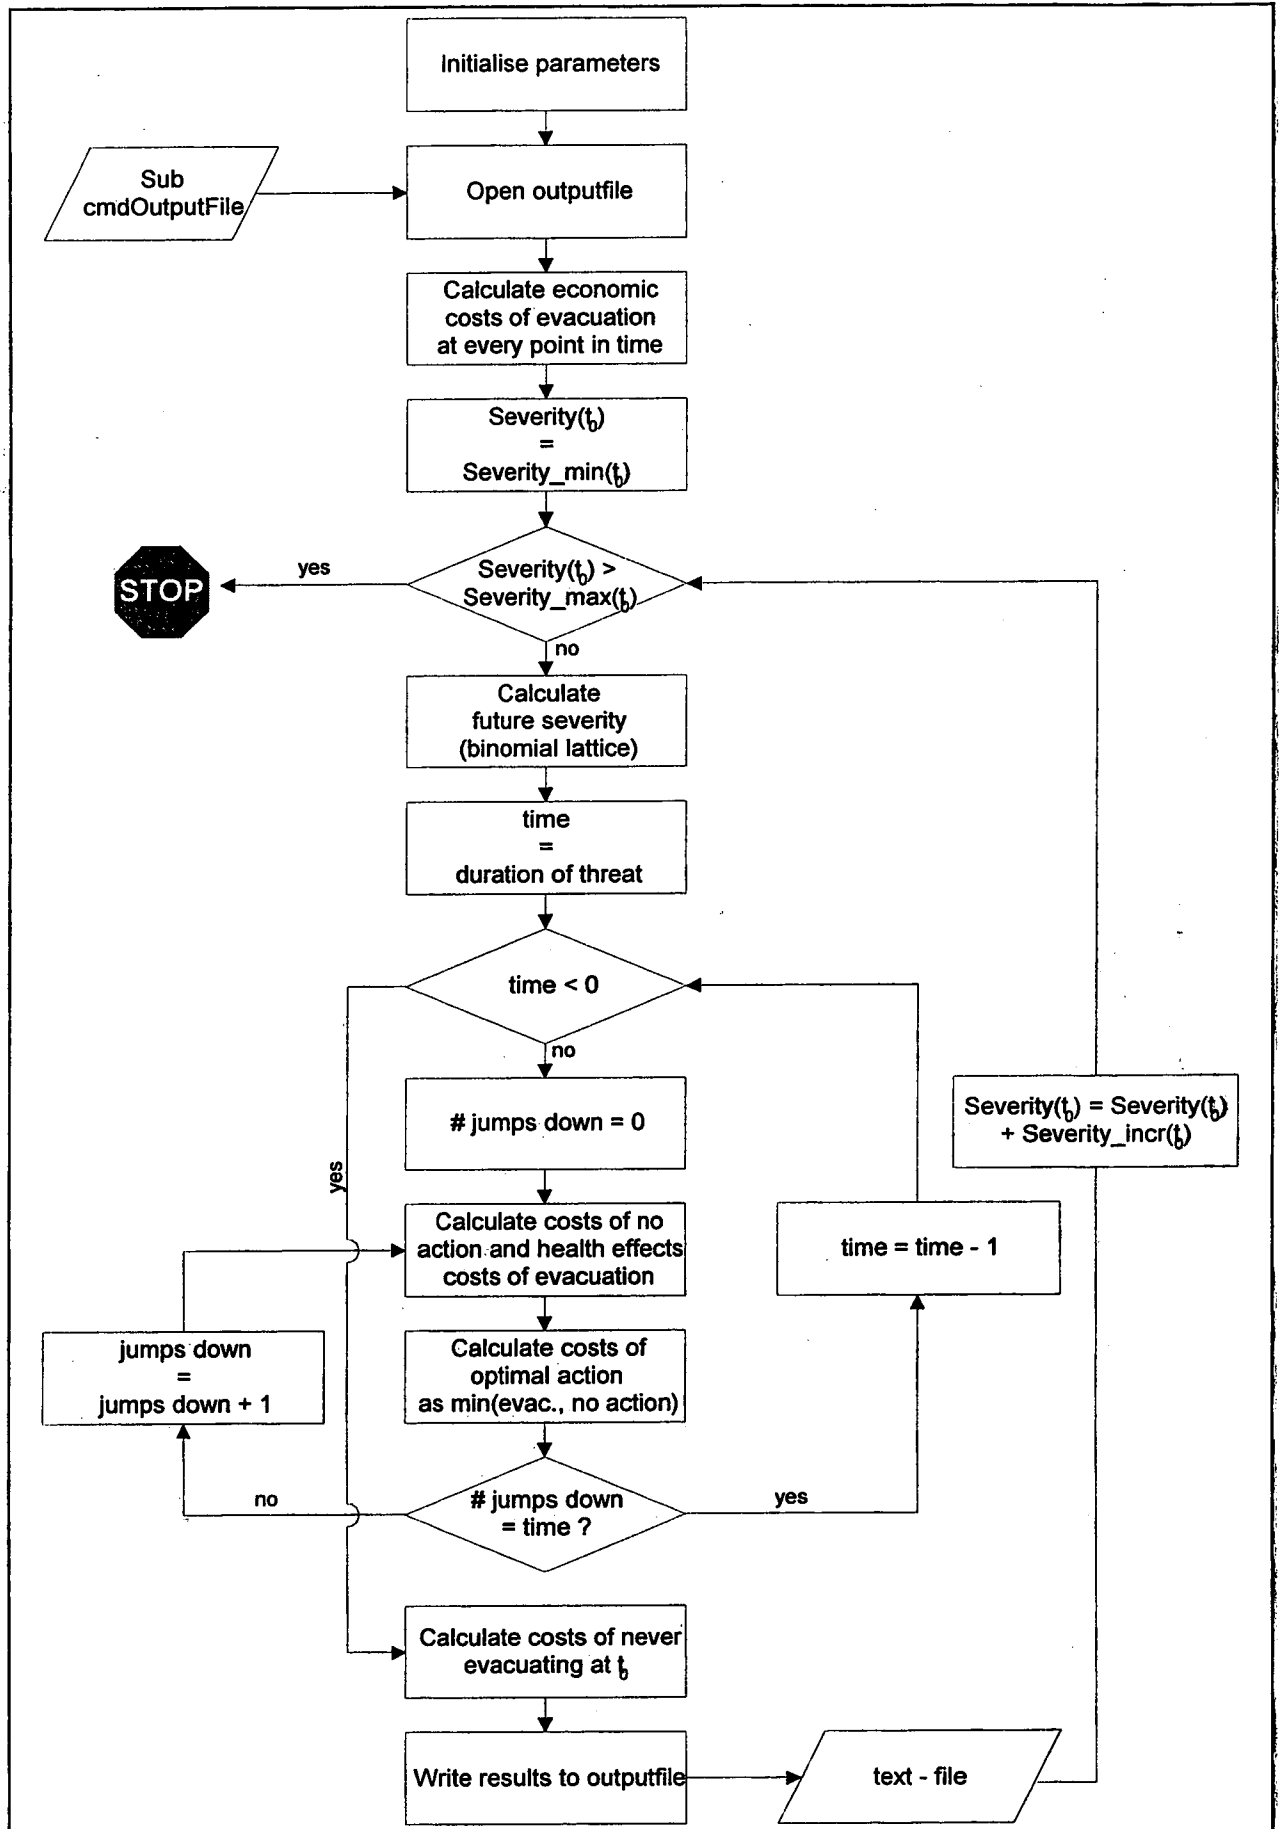 Initialise parameters
Sub
cmdOutputFile
Open outputfile
Calculate economic
costs of evacuation
at every point in time
Severity(t₀)
=
Severity_min(t₀)
STOP
yes
Severity(t₀) >
Severity_max(t₀)
no
Calculate
future severity
(binomial lattice)
time
=
duration of threat
time < 0
no
yes
# jumps down = 0
Severity(t₀) = Severity(t₀)
+ Severity_incr(t₀)
Calculate costs of no
action and health effects
costs of evacuation
time = time - 1
jumps down
=
jumps down + 1
Calculate costs of
optimal action
as min(evac., no action)
no
# jumps down
= time ?
yes
Calculate costs of never
evacuating at t₀
Write results to outputfile
text - file